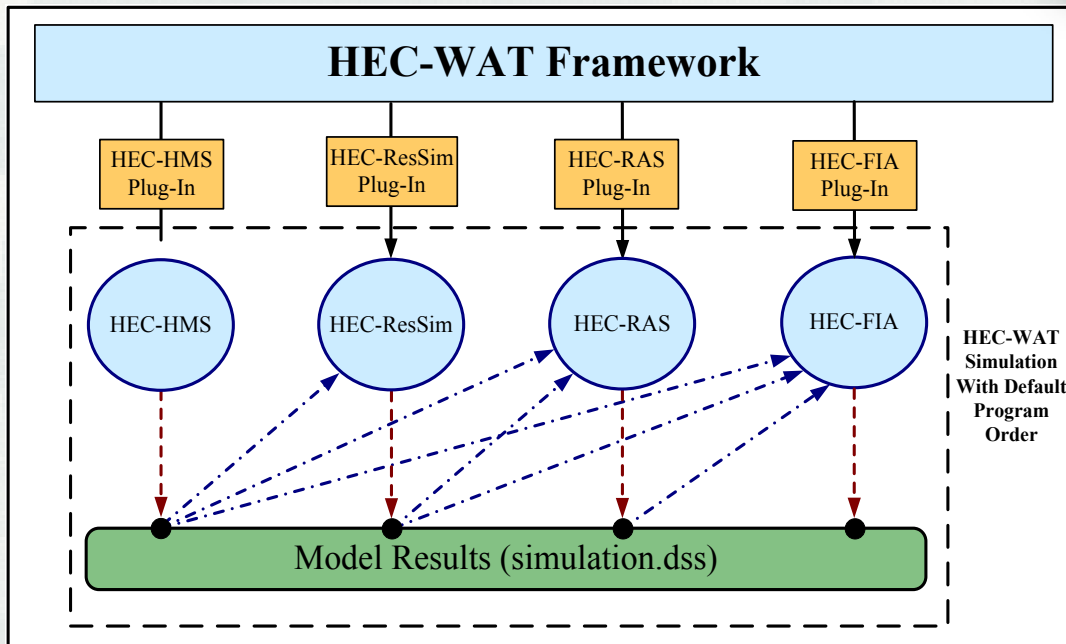 HEC-WAT Framework
HEC-HMS
Plug-In
HEC-ResSim
Plug-In
HEC-RAS
Plug-In
HEC-FIA
Plug-In
HEC-HMS
HEC-ResSim
HEC-RAS
HEC-FIA
HEC-WAT
Simulation
With Default
Program
Order
Model Results (simulation.dss)